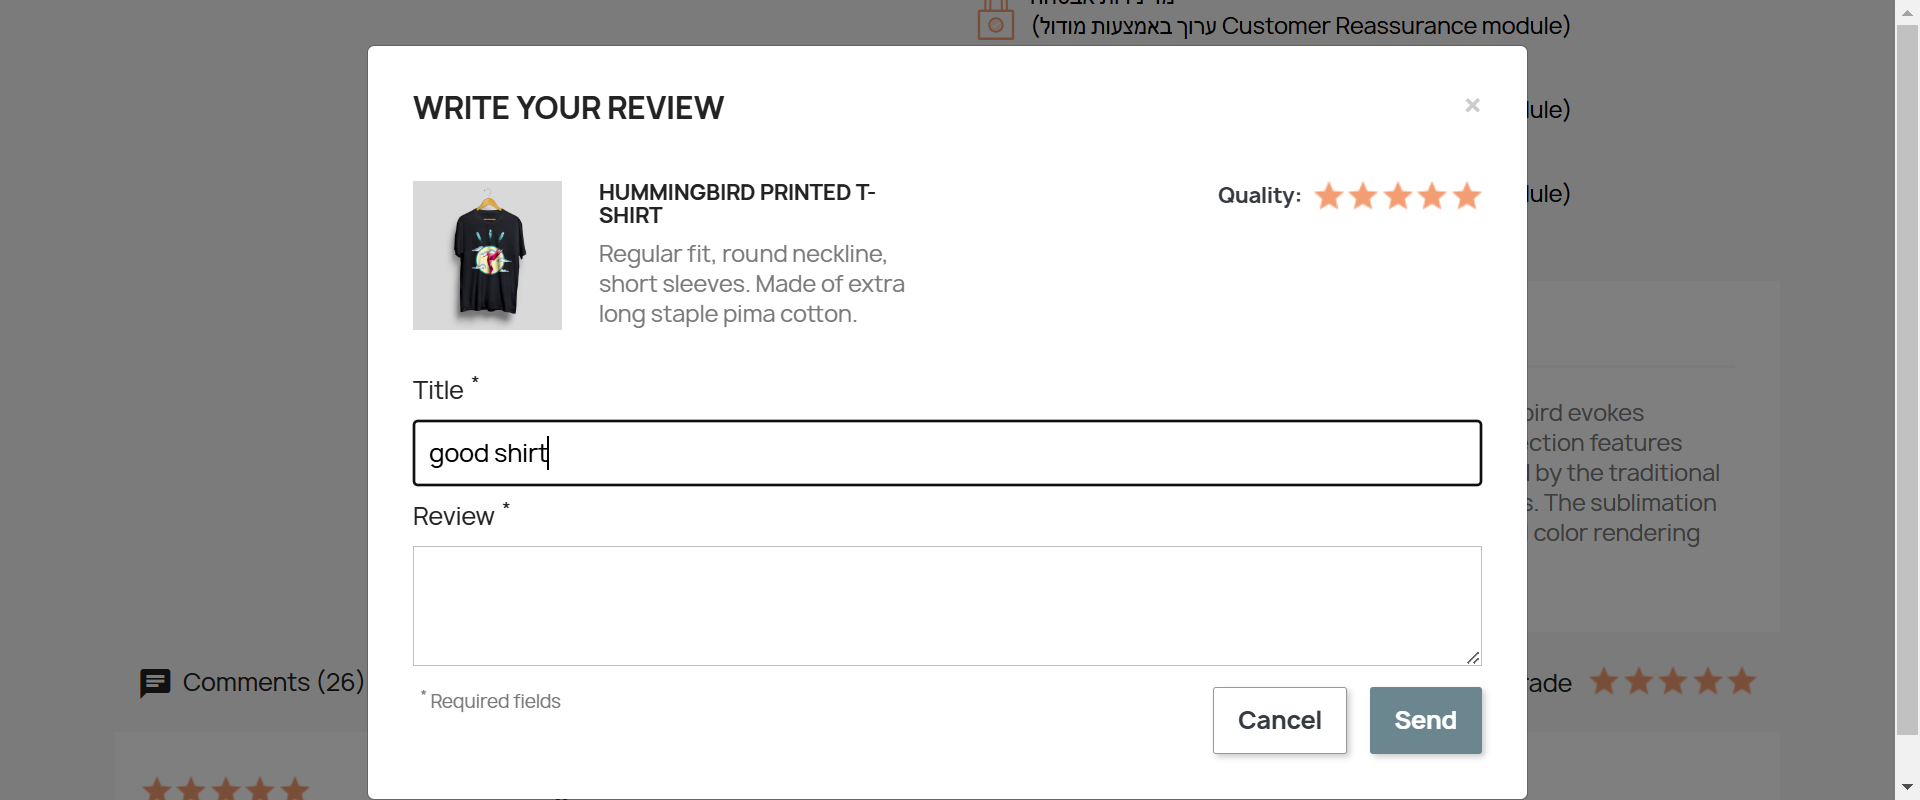 (ערוך באמצעות מודול Customer Reassurance module)
WRITE YOUR REVIEW
×
ule)
HUMMINGBIRD PRINTED T-
SHIRT
Quality:
ule)
Regular fit, round neckline,
short sleeves. Made of extra
long staple pima cotton.
Title *
bird evokes
good shirt
ction features
by the traditional
Review *
s. The sublimation
color rendering
Comments (26)
rade
* Required fields
Cancel
Send